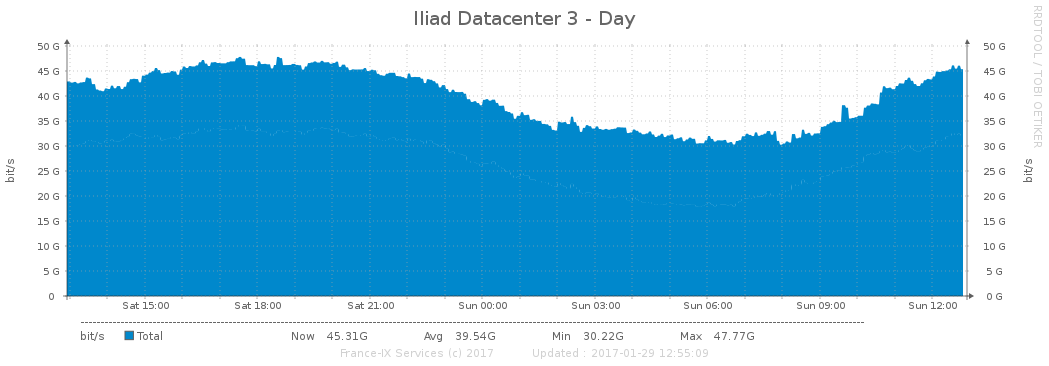 Iliad Datacenter 3 - Day
RRDTOOL / TOBI OETIKER
50 G 50 G
45 G 45 G
40 G 40 G
35 G 35 G
30 G 30 G
25 G 25 G
20 G 20 G
15 G 15 G
10 G 10 G
5 G 5 G
0 0 G
bit/s bit/s
Sat 15:00 Sat 18:00 Sat 21:00 Sun 00:00 Sun 03:00 Sun 06:00 Sun 09:00 Sun 12:00
bit/s Total Now 45.31G Avg 39.54G Min 30.22G Max 47.77G
France-IX Services (c) 2017 Updated : 2017-01-29 12:55:09